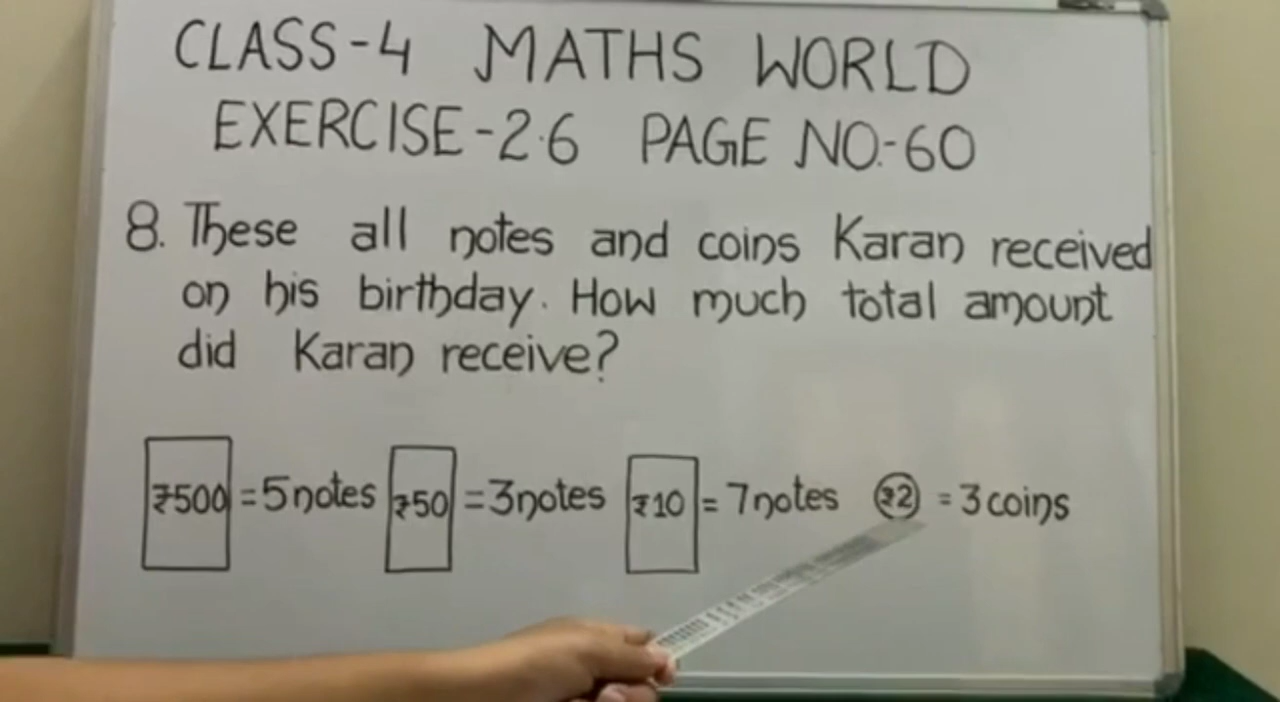 CLASS-4 MATHS WORLD
EXERCISE-2.6 PAGE NO.-60
8. These all notes and coins Karan received
on his birthday. How much total amount
did Karan receive?
₹500 = 5 notes ₹50 = 3 notes ₹10 = 7 notes ₹2 = 3 coins